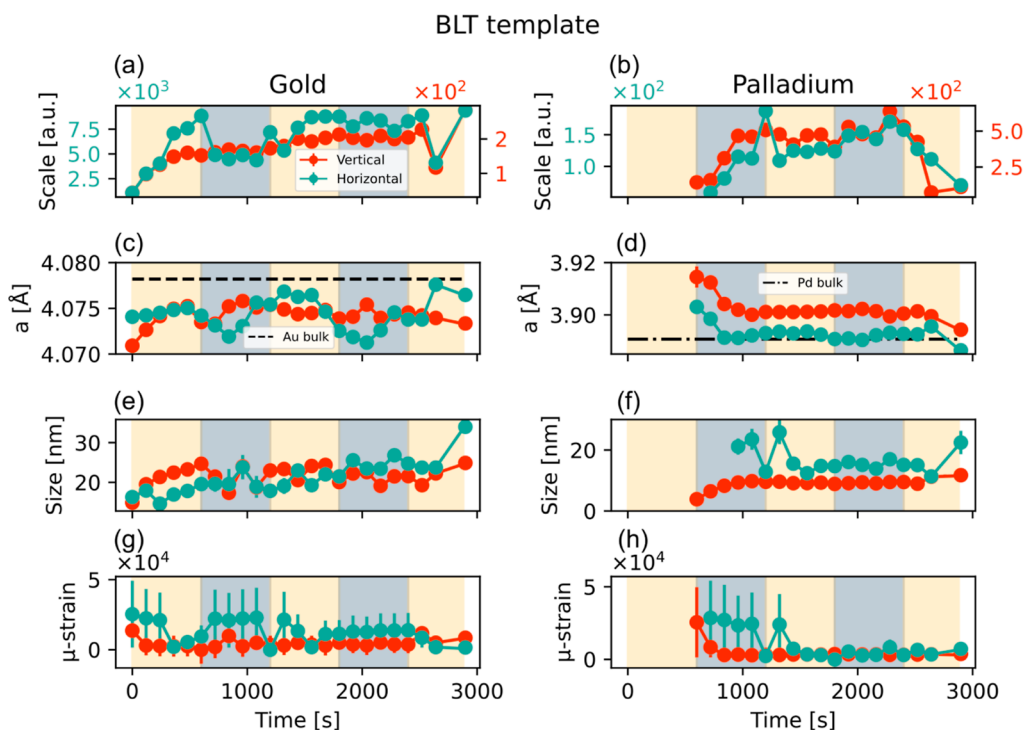 BLT template
(a) (b)
Gold Palladium
×10³ ×10² ×10² ×10²
Scale [a.u.]
7.5
5.0
2.5
2
1
Vertical
Horizontal
Scale [a.u.]
1.5
1.0
5.0
2.5
(c) (d)
a [Å]
4.080
4.075
4.070
Au bulk
a [Å]
3.92
3.90
Pd bulk
(e) (f)
Size [nm]
30
20
Size [nm]
20
0
(g) (h)
×10⁴ ×10⁴
μ-strain
5
0
μ-strain
5
0
0 1000 2000 3000
0 1000 2000 3000
Time [s] Time [s]